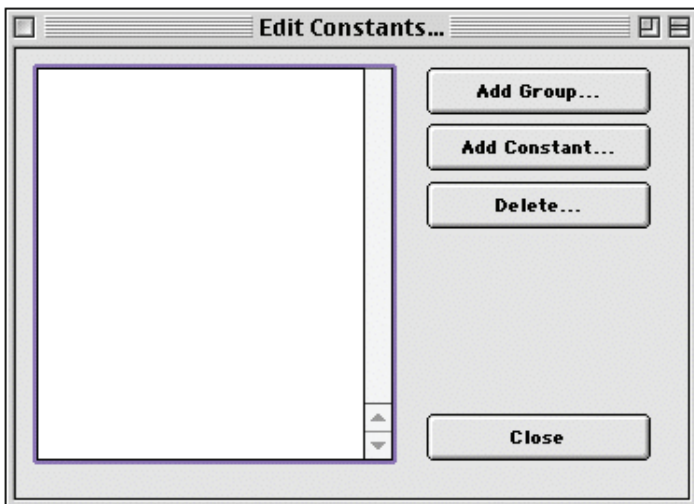 Edit Constants...
Add Group...
Add Constant...
Delete...
Close